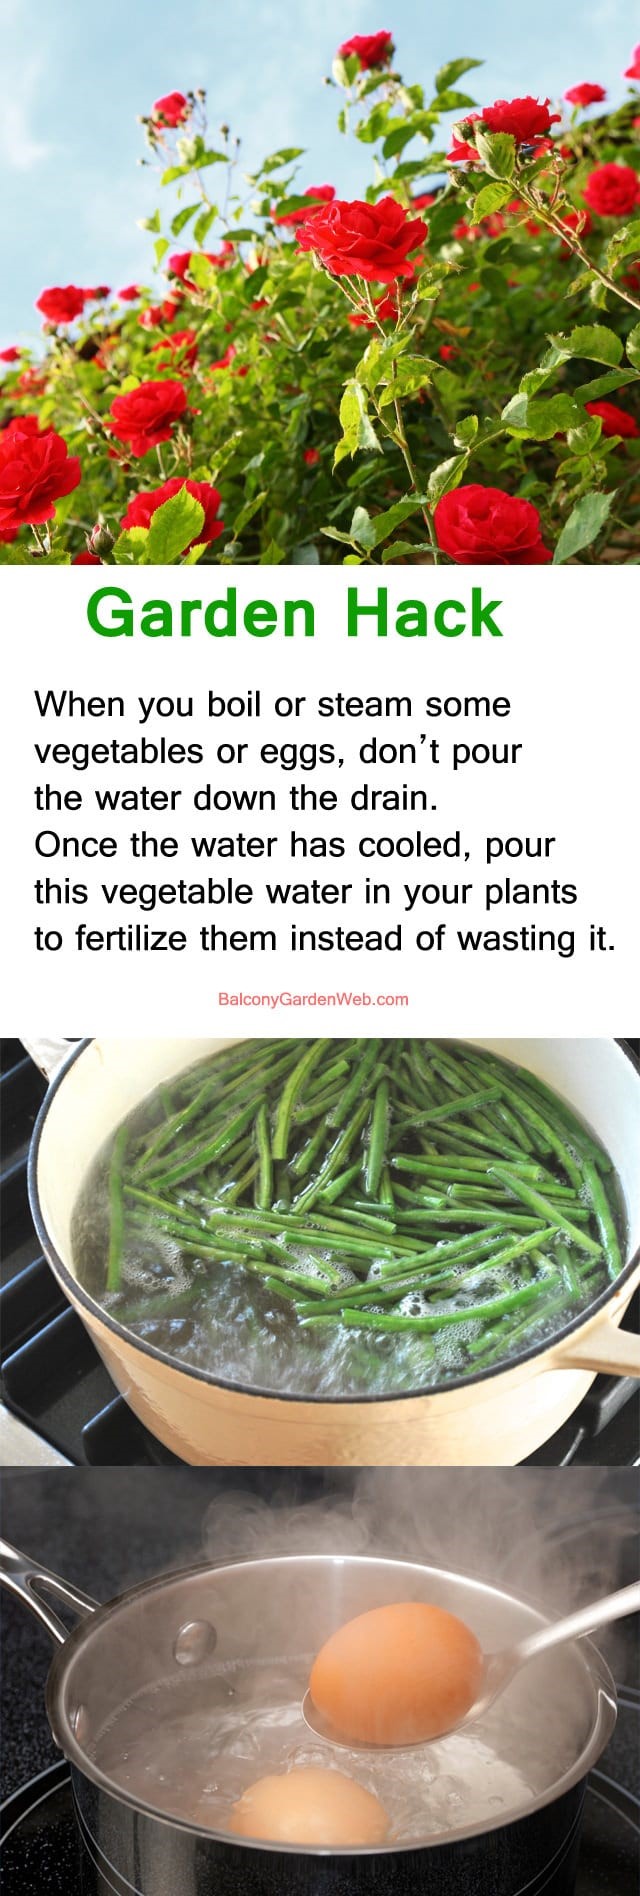 Garden Hack
When you boil or steam some
vegetables or eggs, don't pour
the water down the drain.
Once the water has cooled, pour
this vegetable water in your plants
to fertilize them instead of wasting it.
BalconyGardenWeb.com